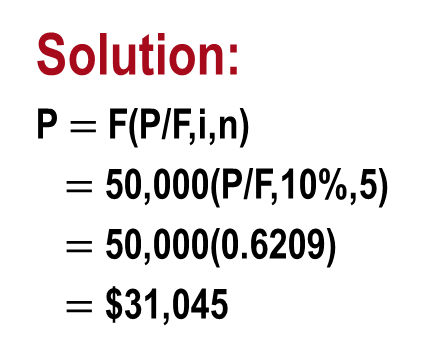 Solution:
P = F(P/F,i,n)
= 50,000(P/F,10%,5)
= 50,000(0.6209)
= $31,045